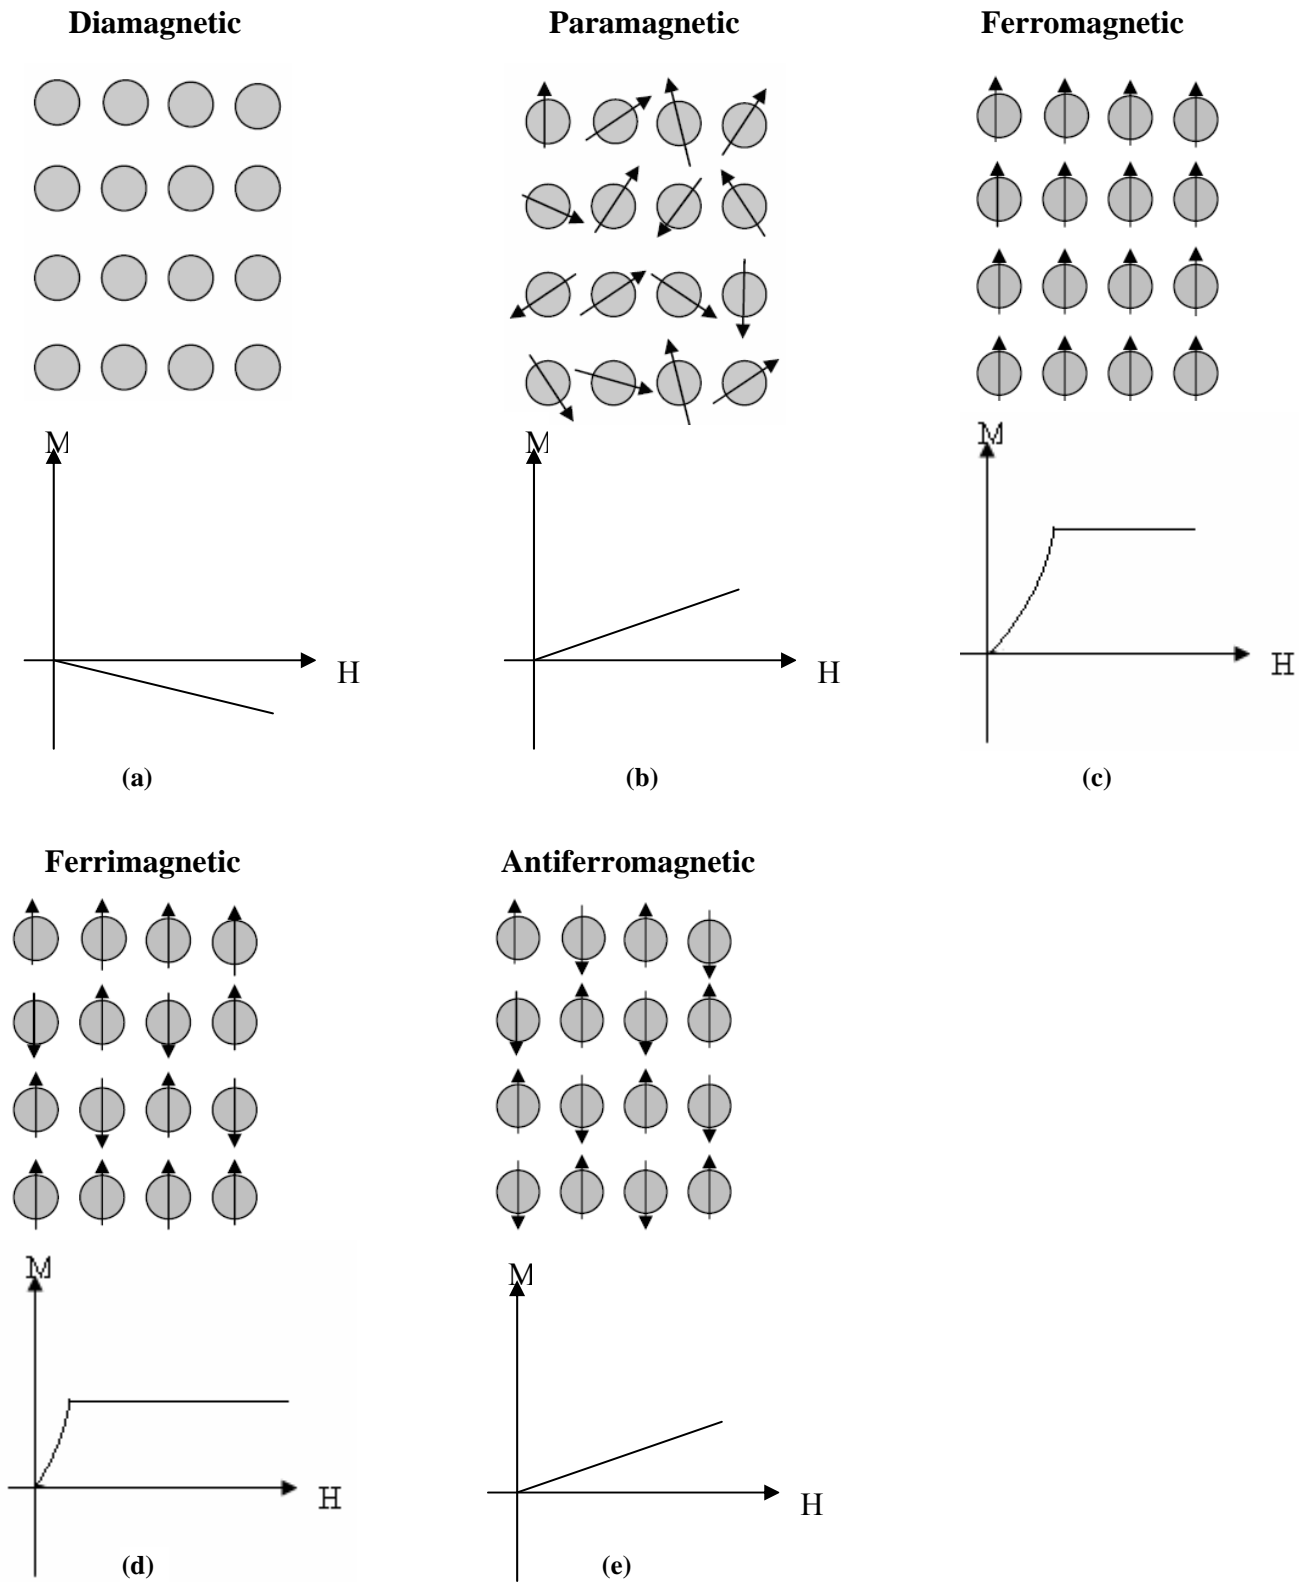 Diamagnetic
Paramagnetic
Ferromagnetic
M
H
M
H
M
H
(a)
(b)
(c)
Ferrimagnetic
Antiferromagnetic
M
H
M
H
(d)
(e)